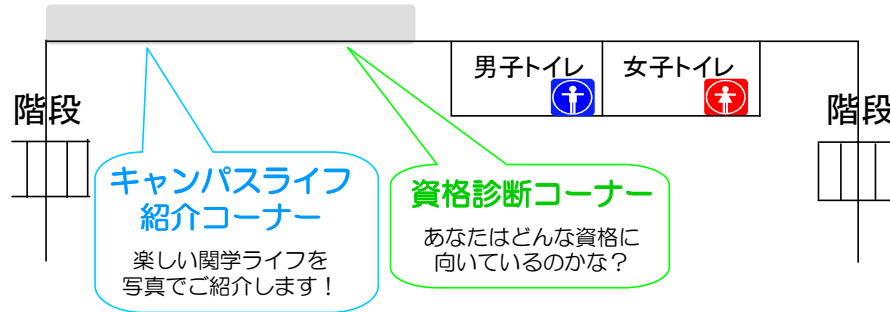 男子トイレ
女子トイレ
階段
階段
キャンパスライフ
紹介コーナー
楽しい関学ライフを
写真でご紹介します！
資格診断コーナー
あなたはどんな資格に
向いているのかな？